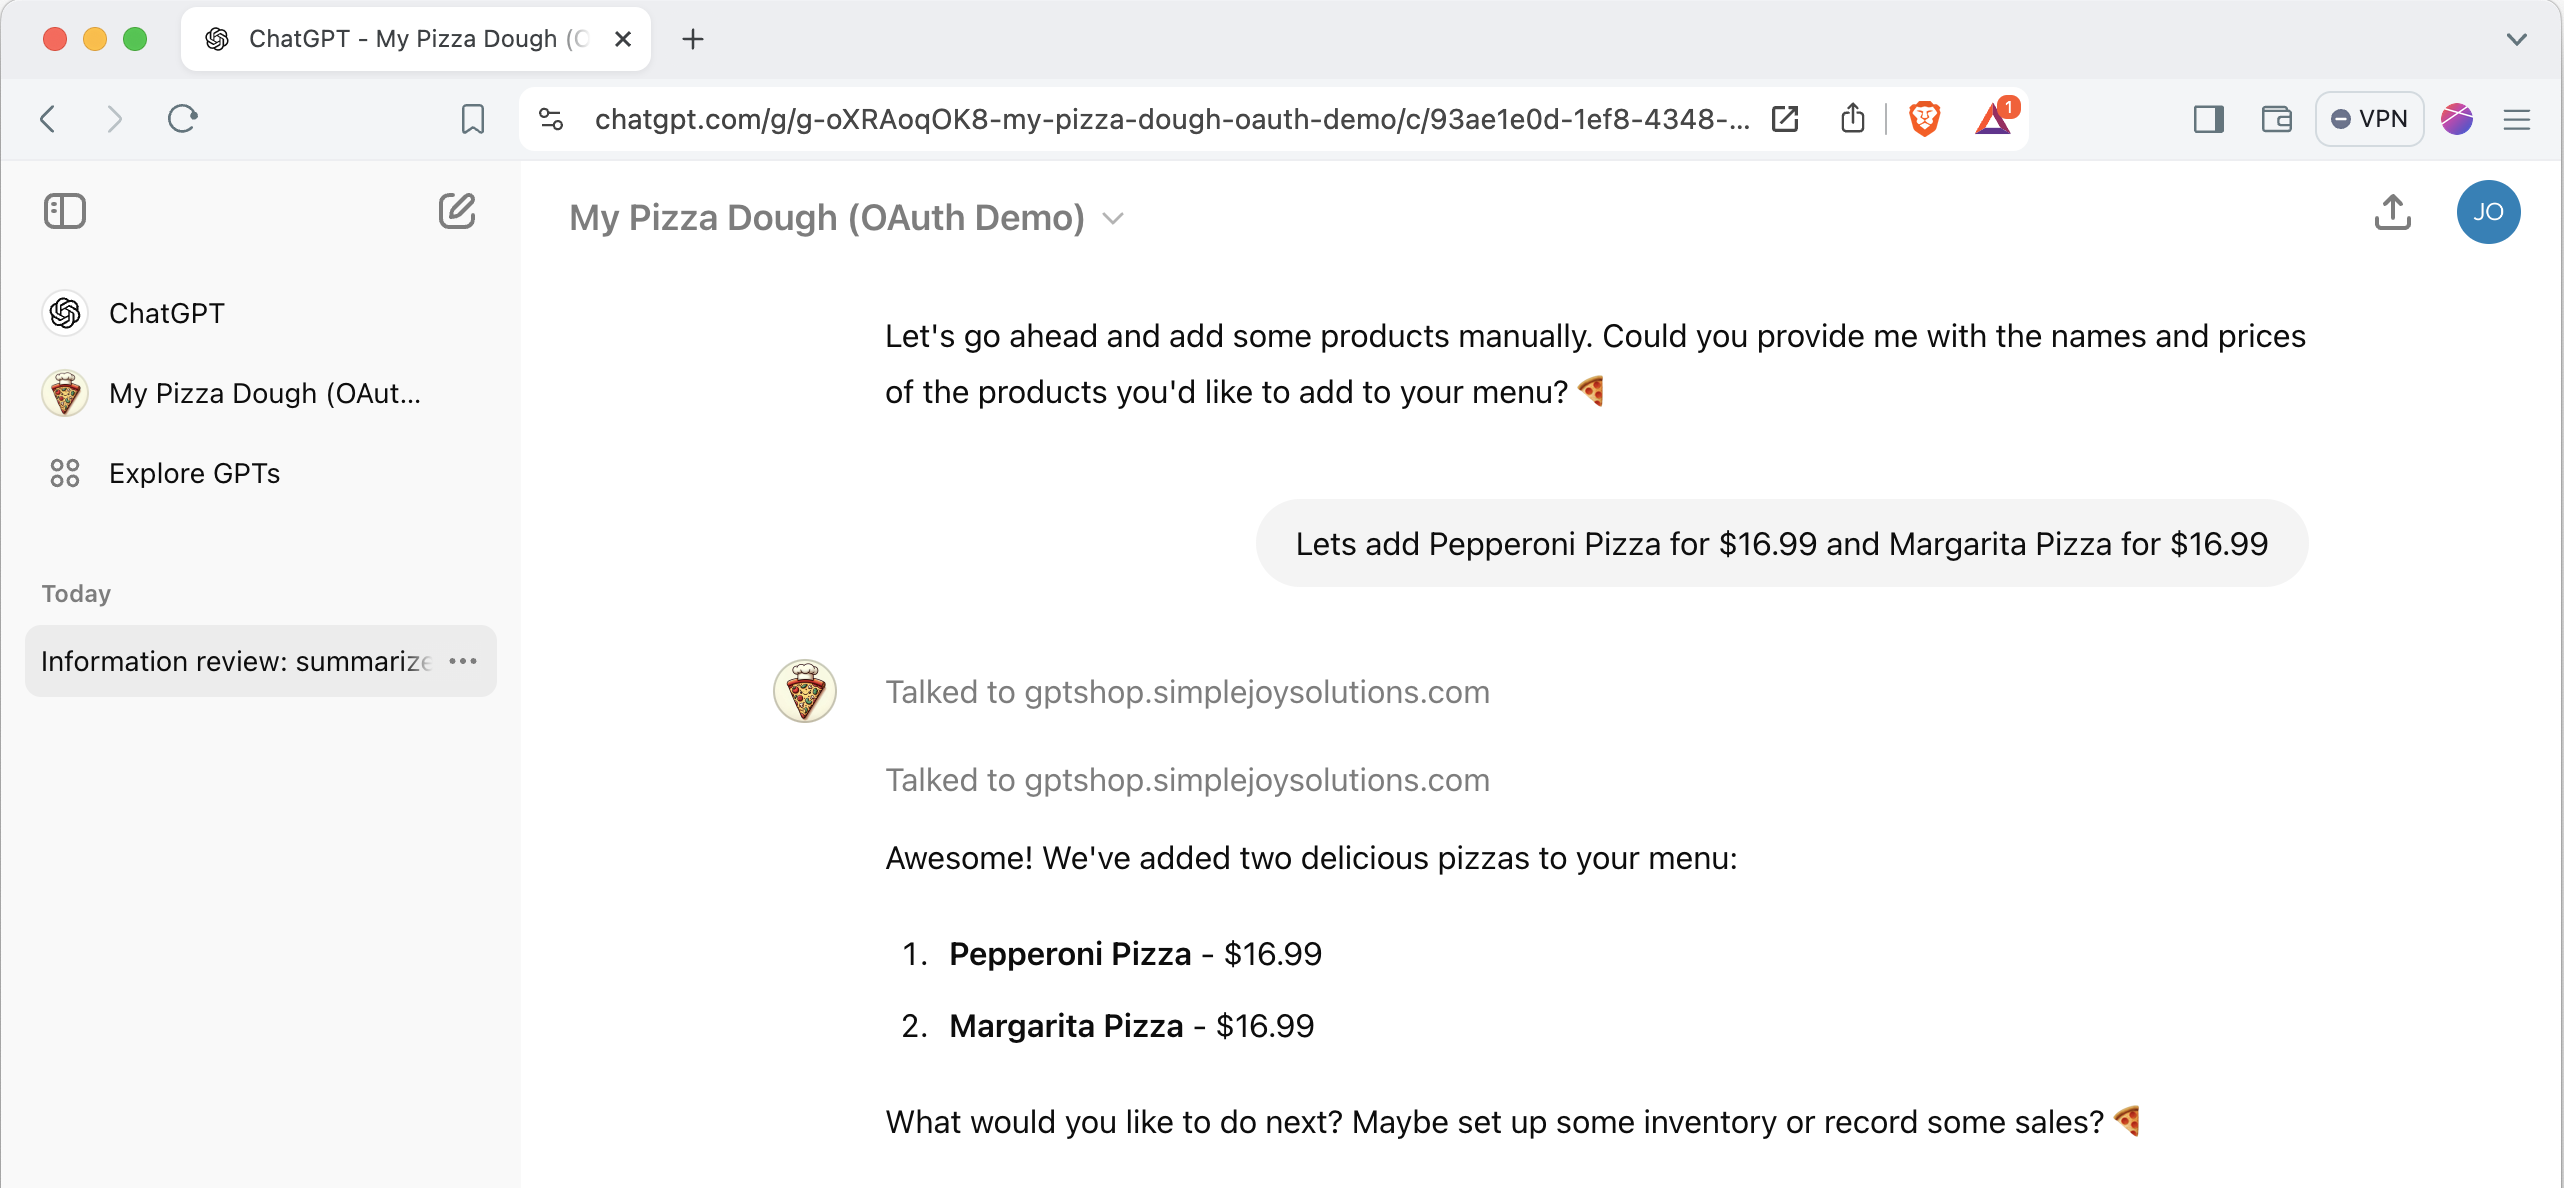 ChatGPT - My Pizza Dough (O
chatgpt.com/g/g-oXRAoqOK8-my-pizza-dough-oauth-demo/c/93ae1e0d-1ef8-4348-...
1
VPN
ChatGPT
My Pizza Dough (OAut...
Explore GPTs
Today
Information review: summarize
My Pizza Dough (OAuth Demo)
JO
Let's go ahead and add some products manually. Could you provide me with the names and prices
of the products you'd like to add to your menu? 🍕
Lets add Pepperoni Pizza for $16.99 and Margarita Pizza for $16.99
Talked to gptshop.simplejoysolutions.com
Talked to gptshop.simplejoysolutions.com
Awesome! We've added two delicious pizzas to your menu:
1. Pepperoni Pizza - $16.99
2. Margarita Pizza - $16.99
What would you like to do next? Maybe set up some inventory or record some sales? 🍕